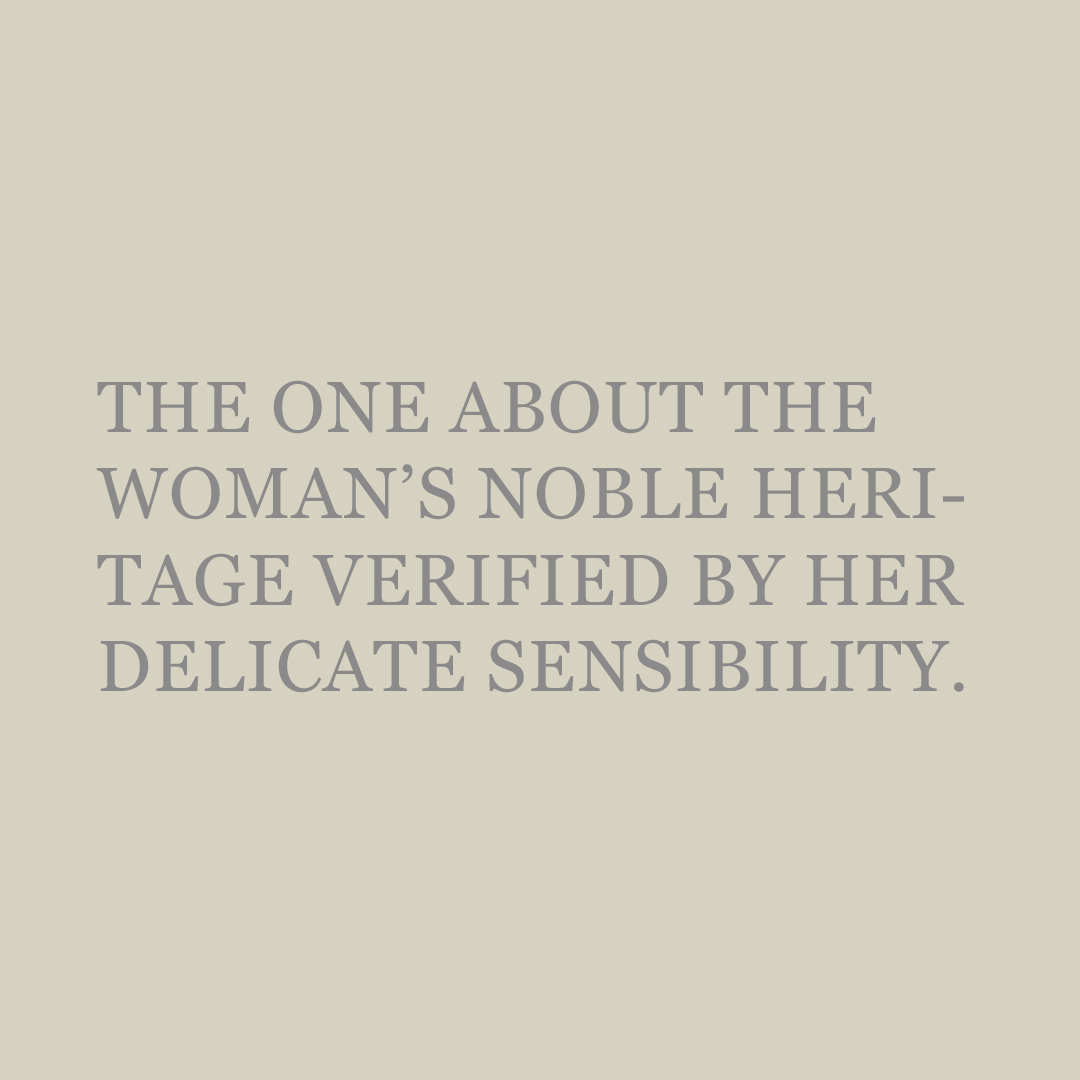 THE ONE ABOUT THE
WOMAN’S NOBLE HERI-
TAGE VERIFIED BY HER
DELICATE SENSIBILITY.